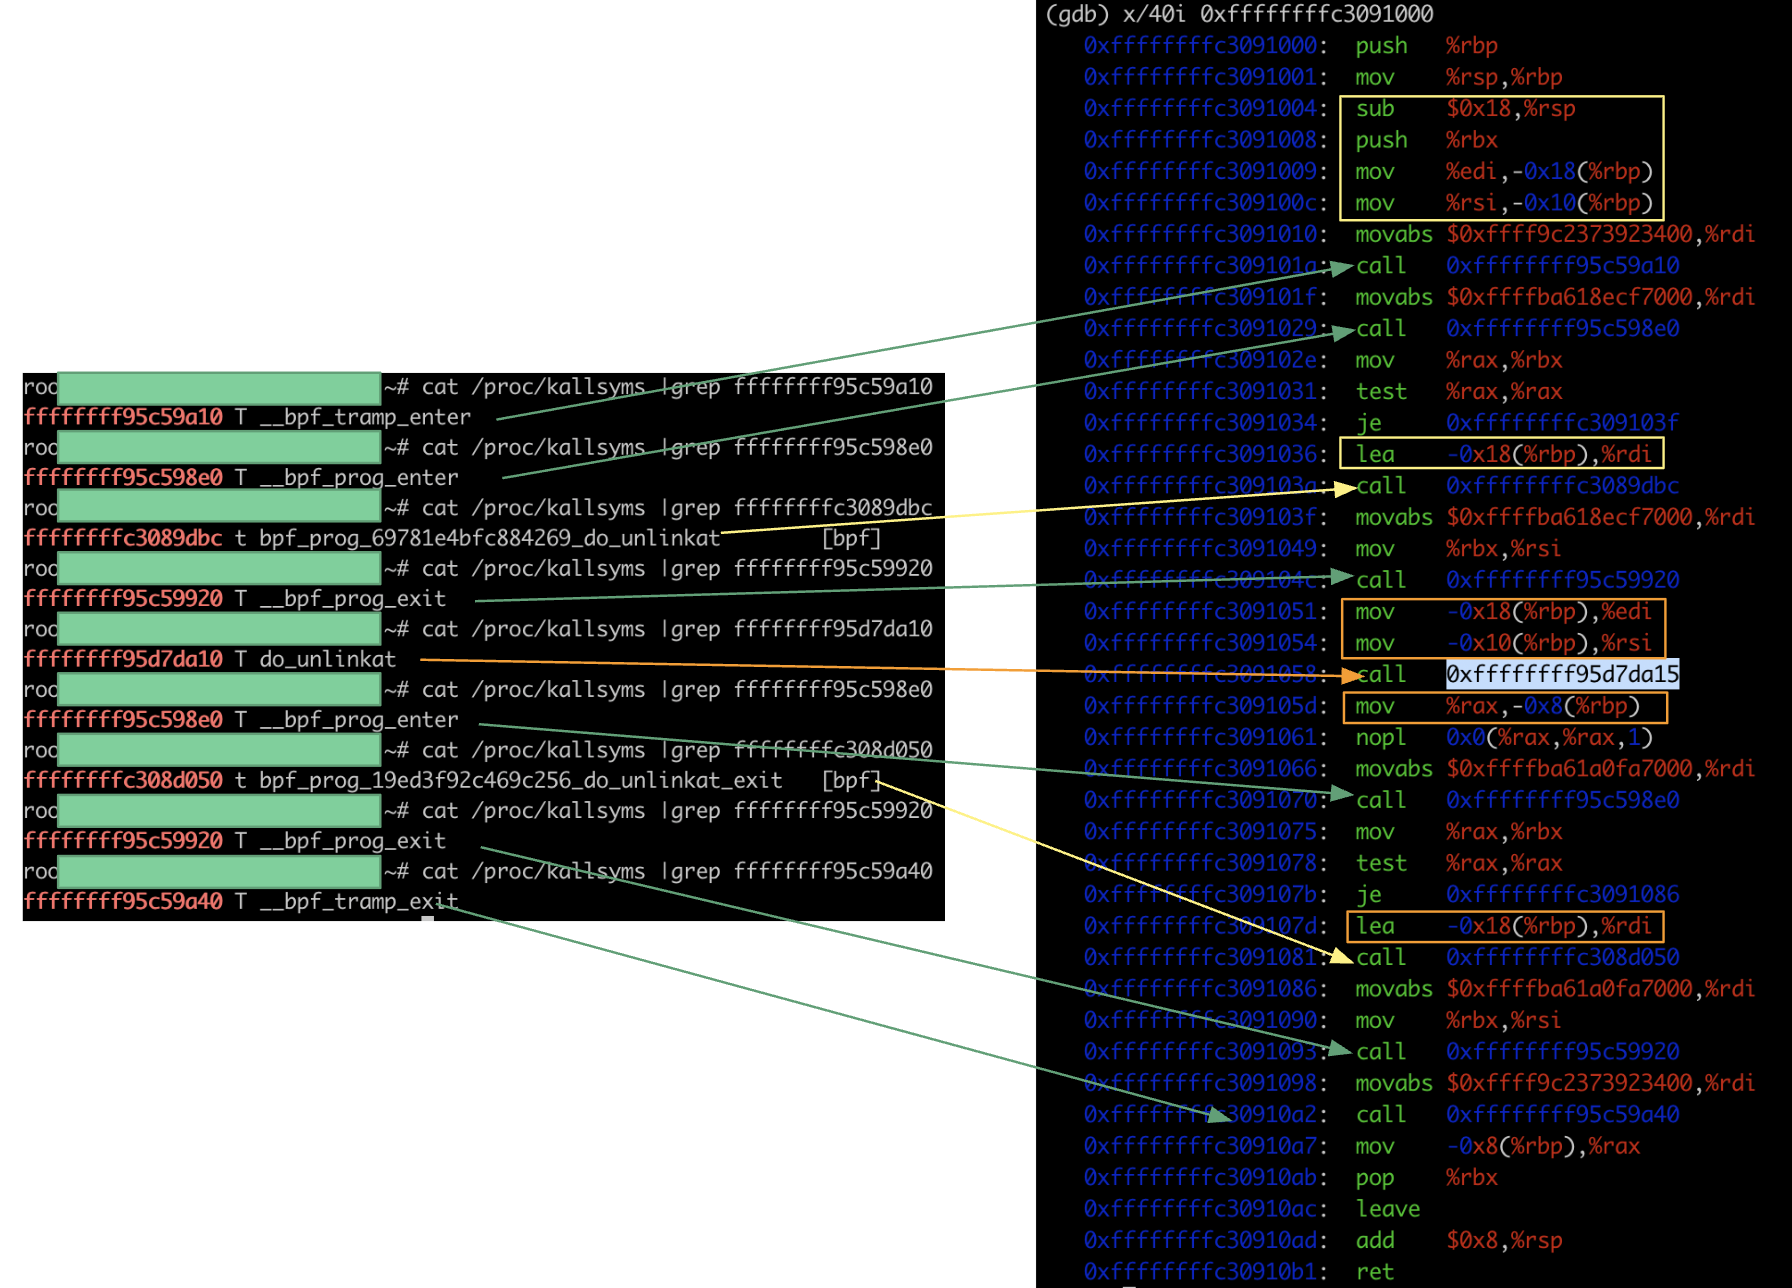 roo ~# cat /proc/kallsyms |grep ffffffff95c59a10
ffffffff95c59a10 T __bpf_tramp_enter
roo ~# cat /proc/kallsyms |grep ffffffff95c598e0
ffffffff95c598e0 T __bpf_prog_enter
roo ~# cat /proc/kallsyms |grep ffffffffc3089dbc
ffffffffc3089dbc t bpf_prog_69781e4bfc884269_do_unlinkat [bpf]
roo ~# cat /proc/kallsyms |grep ffffffff95c59920
ffffffff95c59920 T __bpf_prog_exit
roo ~# cat /proc/kallsyms |grep ffffffff95d7da10
ffffffff95d7da10 T do_unlinkat
roo ~# cat /proc/kallsyms |grep ffffffff95c598e0
ffffffff95c598e0 T __bpf_prog_enter
roo ~# cat /proc/kallsyms |grep ffffffffc308d050
ffffffffc308d050 t bpf_prog_19ed3f92c469c256_do_unlinkat_exit [bpf]
roo ~# cat /proc/kallsyms |grep ffffffff95c59920
ffffffff95c59920 T __bpf_prog_exit
roo ~# cat /proc/kallsyms |grep ffffffff95c59a40
ffffffff95c59a40 T __bpf_tramp_exit
(gdb) x/40i 0xffffffffc3091000
0xffffffffc3091000: push %rbp
0xffffffffc3091001: mov %rsp,%rbp
0xffffffffc3091004: sub $0x18,%rsp
0xffffffffc3091008: push %rbx
0xffffffffc3091009: mov %edi,-0x18(%rbp)
0xffffffffc309100c: mov %rsi,-0x10(%rbp)
0xffffffffc3091010: movabs $0xffff9c2373923400,%rdi
0xffffffffc309101a: call 0xffffffff95c59a10
0xffffffffc309101f: movabs $0xffffba618ecf7000,%rdi
0xffffffffc3091029: call 0xffffffff95c598e0
0xffffffffc309102e: mov %rax,%rbx
0xffffffffc3091031: test %rax,%rax
0xffffffffc3091034: je 0xffffffffc309103f
0xffffffffc3091036: lea -0x18(%rbp),%rdi
0xffffffffc309103a: call 0xffffffffc3089dbc
0xffffffffc309103f: movabs $0xffffba618ecf7000,%rdi
0xffffffffc3091049: mov %rbx,%rsi
0xffffffffc309104c: call 0xffffffff95c59920
0xffffffffc3091051: mov -0x18(%rbp),%edi
0xffffffffc3091054: mov -0x10(%rbp),%rsi
0xffffffffc3091058: call 0xffffffff95d7da15
0xffffffffc309105d: mov %rax,-0x8(%rbp)
0xffffffffc3091061: nopl 0x0(%rax,%rax,1)
0xffffffffc3091066: movabs $0xffffba61a0fa7000,%rdi
0xffffffffc3091070: call 0xffffffff95c598e0
0xffffffffc3091075: mov %rax,%rbx
0xffffffffc3091078: test %rax,%rax
0xffffffffc309107b: je 0xffffffffc3091086
0xffffffffc309107d: lea -0x18(%rbp),%rdi
0xffffffffc3091081: call 0xffffffffc308d050
0xffffffffc3091086: movabs $0xffffba61a0fa7000,%rdi
0xffffffffc3091090: mov %rbx,%rsi
0xffffffffc3091093: call 0xffffffff95c59920
0xffffffffc3091098: movabs $0xffff9c2373923400,%rdi
0xffffffffc30910a2: call 0xffffffff95c59a40
0xffffffffc30910a7: mov -0x8(%rbp),%rax
0xffffffffc30910ab: pop %rbx
0xffffffffc30910ac: leave
0xffffffffc30910ad: add $0x8,%rsp
0xffffffffc30910b1: ret